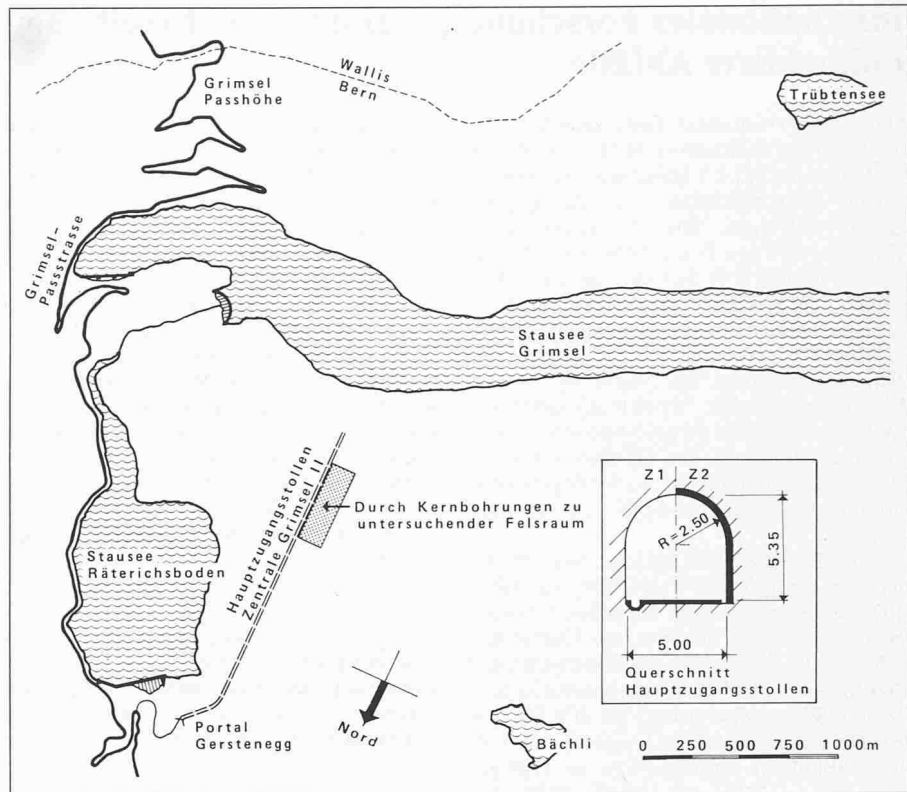 Wallis
Bern
Grimsel
Passhöhe
Trübtensee
Grimsel-
Passstrasse
Stausee
Grimsel
Hauptzugangsstollen
Zentrale Grimsel II
Durch Kernbohrungen zu
untersuchender Felsraum
Stausee
Räterichsboden
Z1 Z2
R=2.50
5.35
5.00
Querschnitt
Hauptzugangsstollen
Portal
Gerstenegg
Nord
Bächli
0 250 500 750 1000m